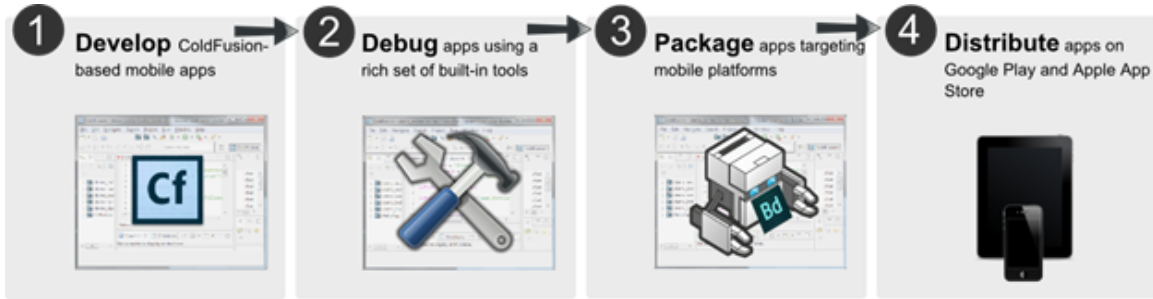 1
Develop ColdFusion-
based mobile apps
2
Debug apps using a
rich set of built-in tools
3
Package apps targeting
mobile platforms
4
Distribute apps on
Google Play and Apple App
Store
Cf
Bd